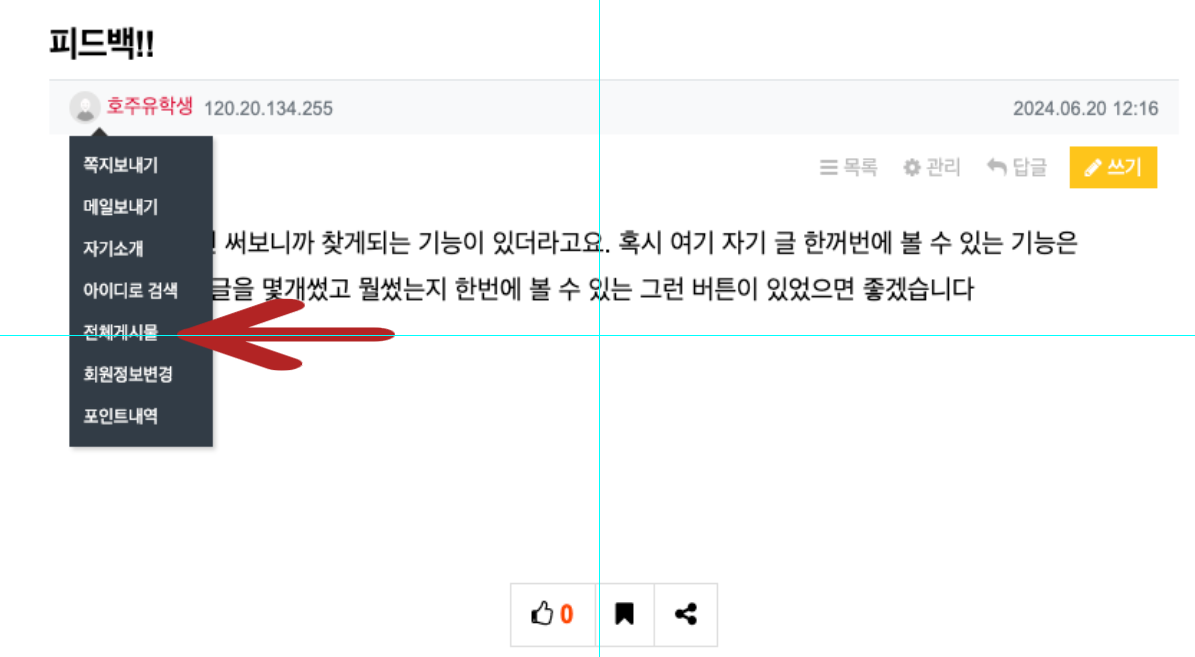 피드백!!
호주유학생 120.20.134.255 2024.06.20 12:16
목록 관리 답글 쓰기
쪽지보내기
메일보내기
자기소개
아이디로 검색
전체게시물
회원정보변경
포인트내역
써보니까 찾게되는 기능이 있더라고요. 혹시 여기 자기 글 한꺼번에 볼 수 있는 기능은
글을 몇개썼고 뭘썼는지 한번에 볼 수 있는 그런 버튼이 있었으면 좋겠습니다
0